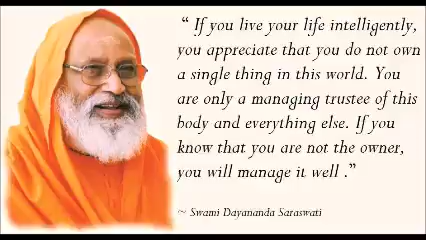 “ If you live your life intelligently,
you appreciate that you do not own
a single thing in this world. You
are only a managing trustee of this
body and everything else. If you
know that you are not the owner,
you will manage it well .”
~ Swami Dayananda Saraswati